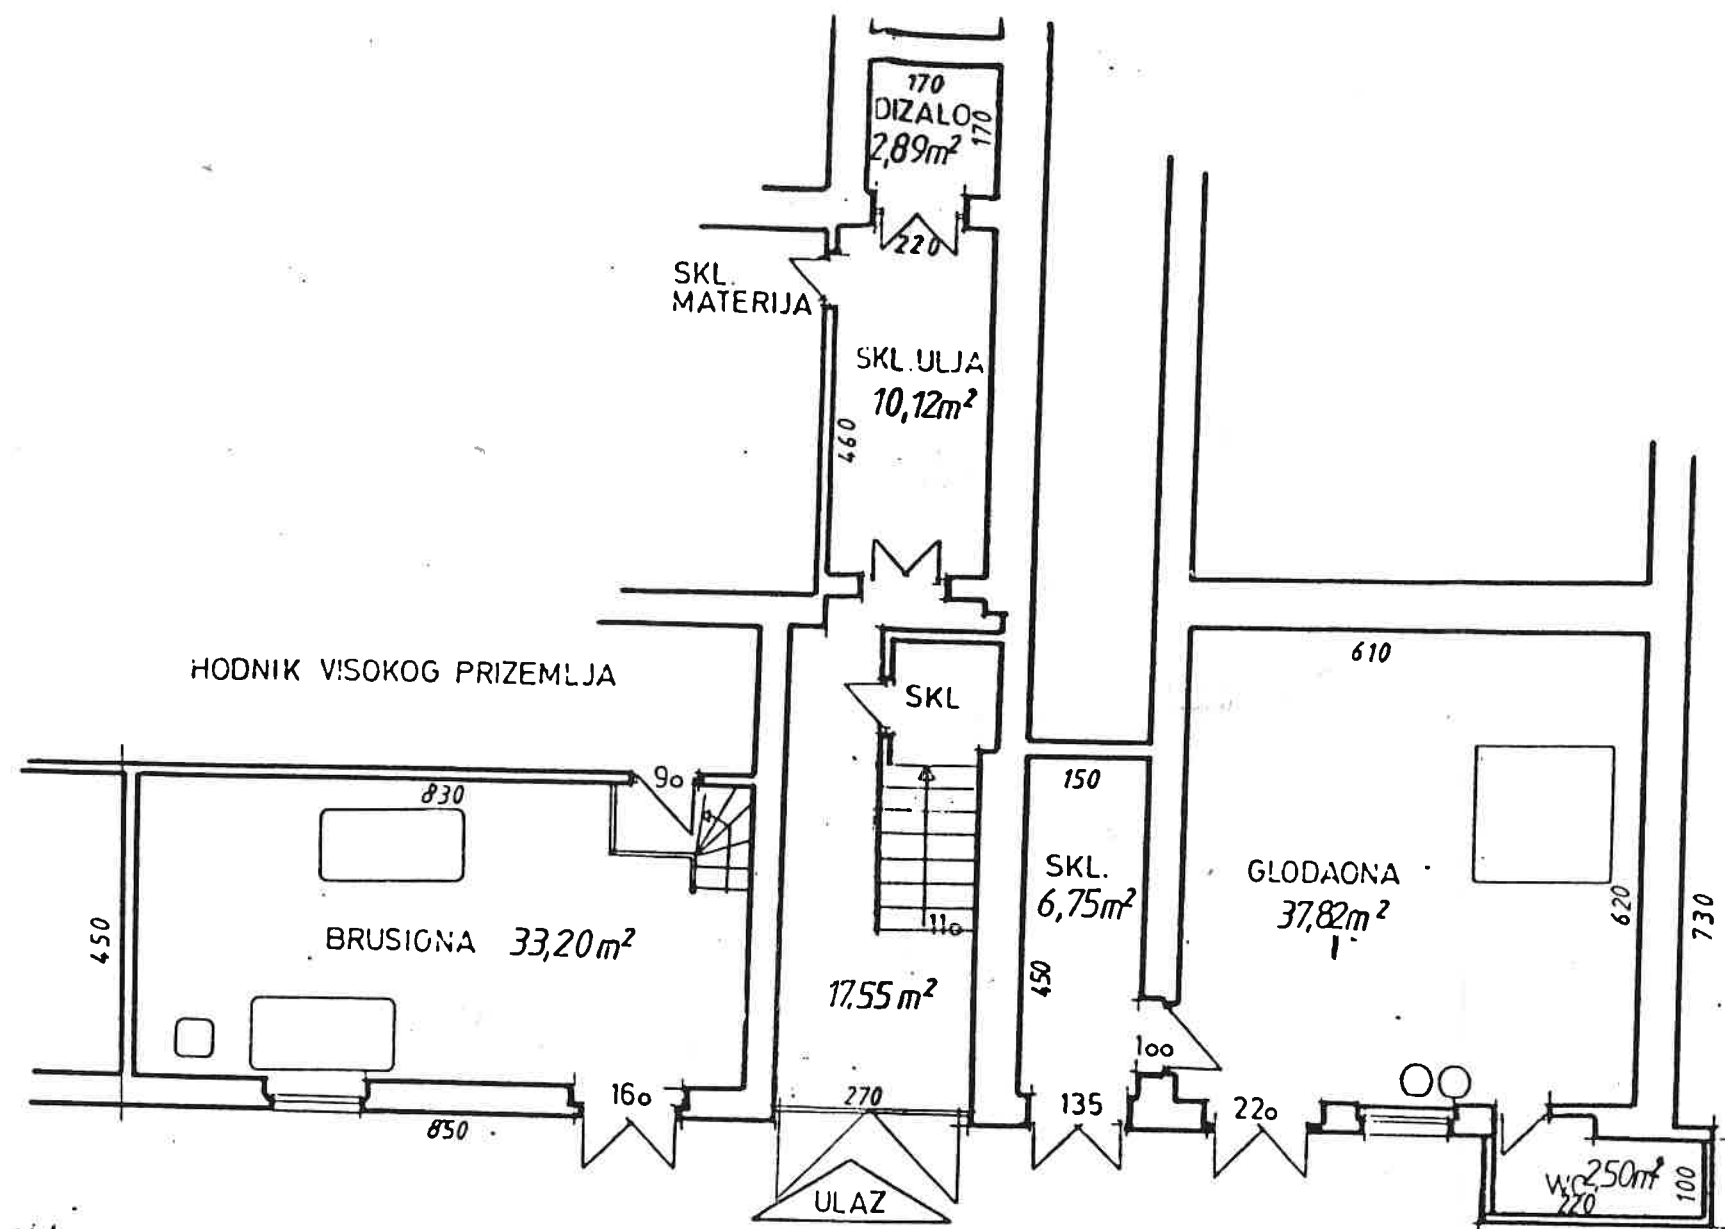 170
DIZALO
170
2,89m²
220
SKL.
MATERIJA
SKL.ULJA
10,12m²
460
HODNIK VISOKOG PRIZEMLJA
SKL
610
830
90
150
SKL.
6,75m²
GLODAONA
37,82m²
620
730
450
BRUSIONA 33,20m²
110
17,55m²
450
100
160
270
135
220
850
ULAZ
WC 2,50m²
220
100